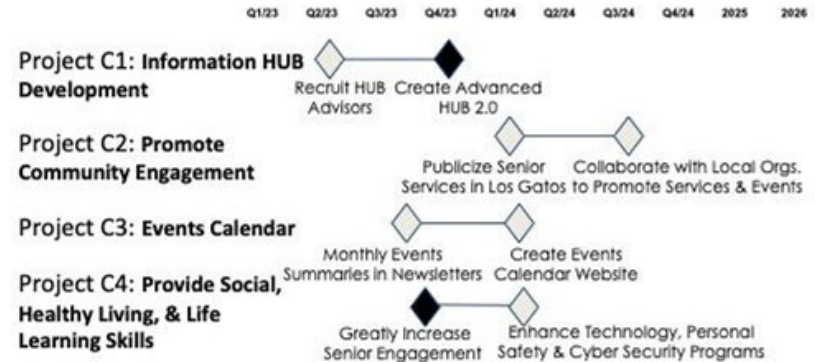 Q1/23 Q2/23 Q3/23 Q4/23 Q1/24 Q2/24 Q3/24 Q4/24 2025 2026
Project C1: Information HUB
Development
Recruit HUB
Advisors
Create Advanced
HUB 2.0
Project C2: Promote
Community Engagement
Publicize Senior
Services in Los Gatos
Collaborate with Local Orgs.
to Promote Services & Events
Project C3: Events Calendar
Monthly Events
Summaries in Newsletters
Create Events
Calendar Website
Project C4: Provide Social,
Healthy Living, & Life
Learning Skills
Greatly Increase
Senior Engagement
Enhance Technology, Personal
Safety & Cyber Security Programs